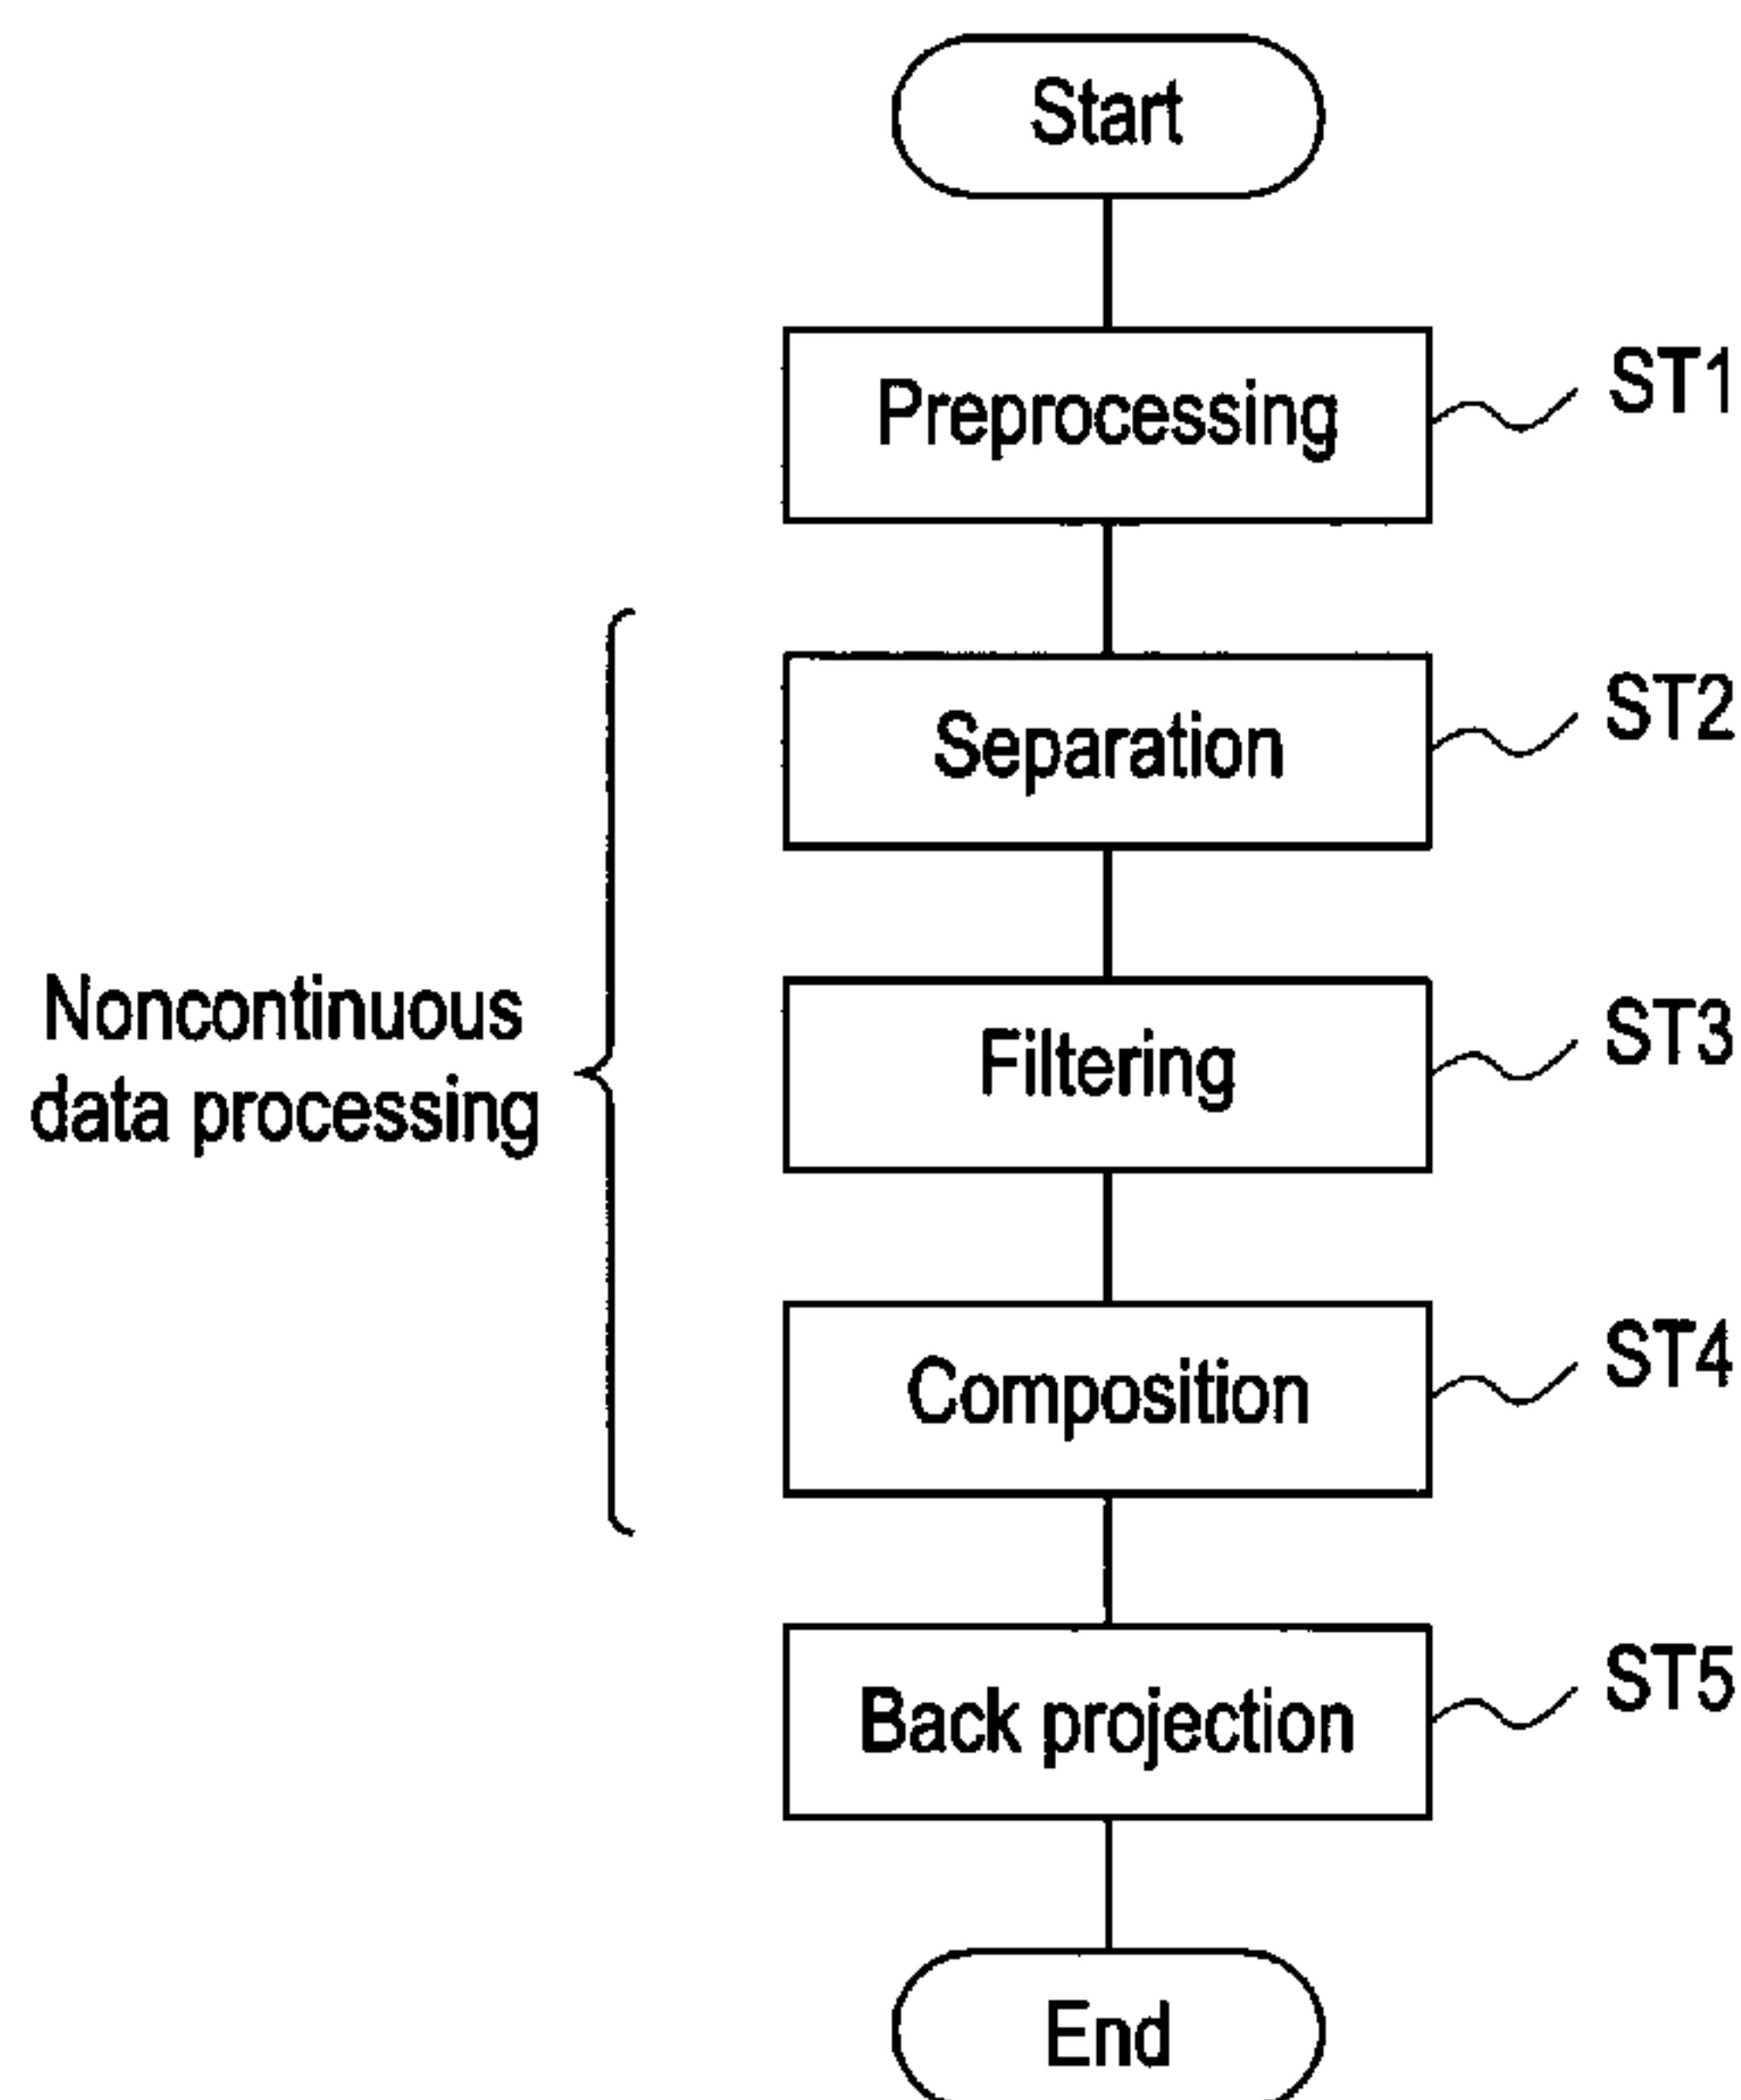 Start
Preprocessing
ST1
Separation
ST2
Noncontinuous
data processing
Filtering
ST3
Composition
ST4
Back projection
ST5
End